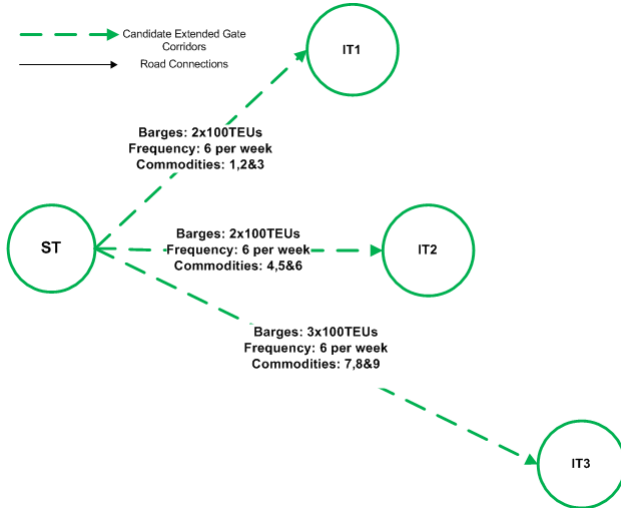 Candidate Extended Gate
Corridors
Road Connections
IT1
Barges: 2x100TEUs
Frequency: 6 per week
Commodities: 1,2&3
ST
Barges: 2x100TEUs
Frequency: 6 per week
Commodities: 4,5&6
IT2
Barges: 3x100TEUs
Frequency: 6 per week
Commodities: 7,8&9
IT3